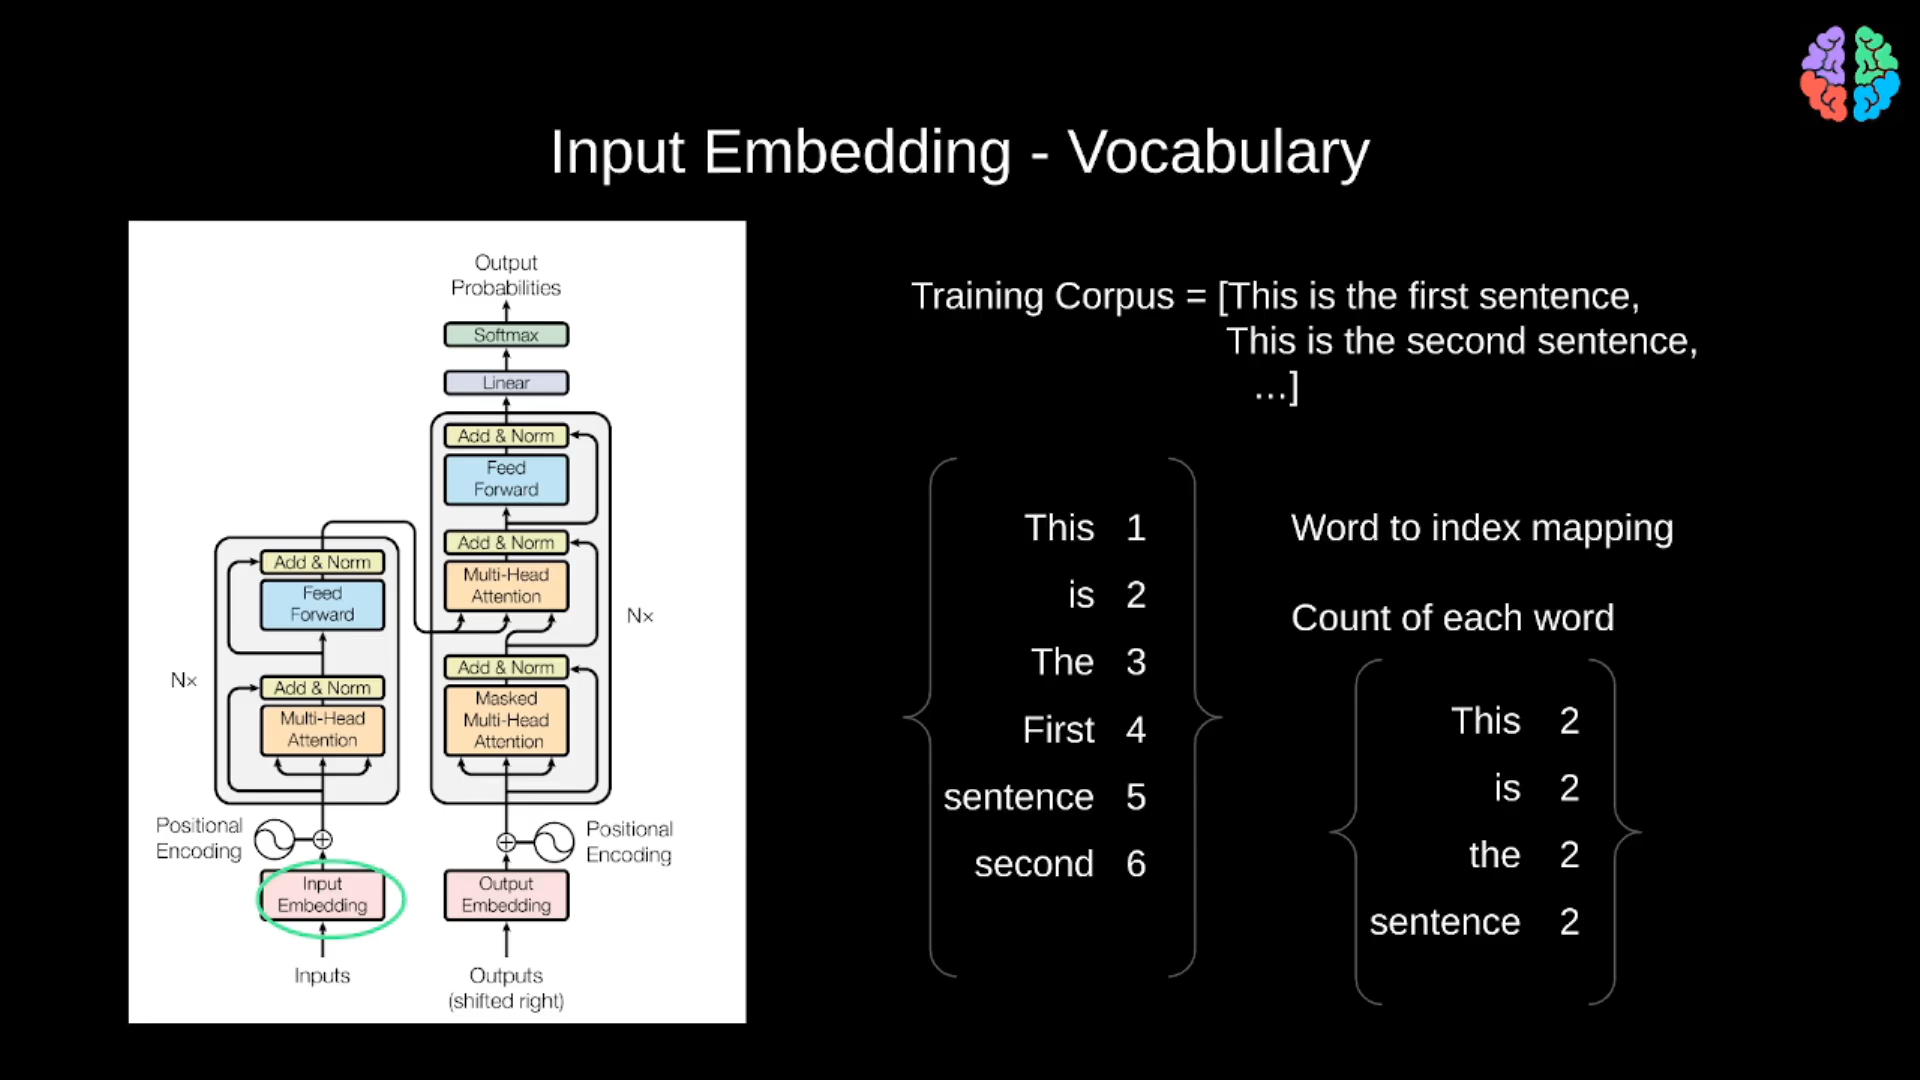 Input Embedding - Vocabulary
Output
Probabilities
Softmax
Linear
Add & Norm
Feed
Forward
Add & Norm
Multi-Head
Attention
Add & Norm
Masked
Multi-Head
Attention
Nx
Add & Norm
Feed
Forward
Add & Norm
Multi-Head
Attention
Nx
Positional
Encoding
Positional
Encoding
Input
Embedding
Output
Embedding
Inputs
Outputs
(shifted right)
Training Corpus = [This is the first sentence,
This is the second sentence,
...]
This 1
is 2
The 3
First 4
sentence 5
second 6
Word to index mapping
Count of each word
This 2
is 2
the 2
sentence 2